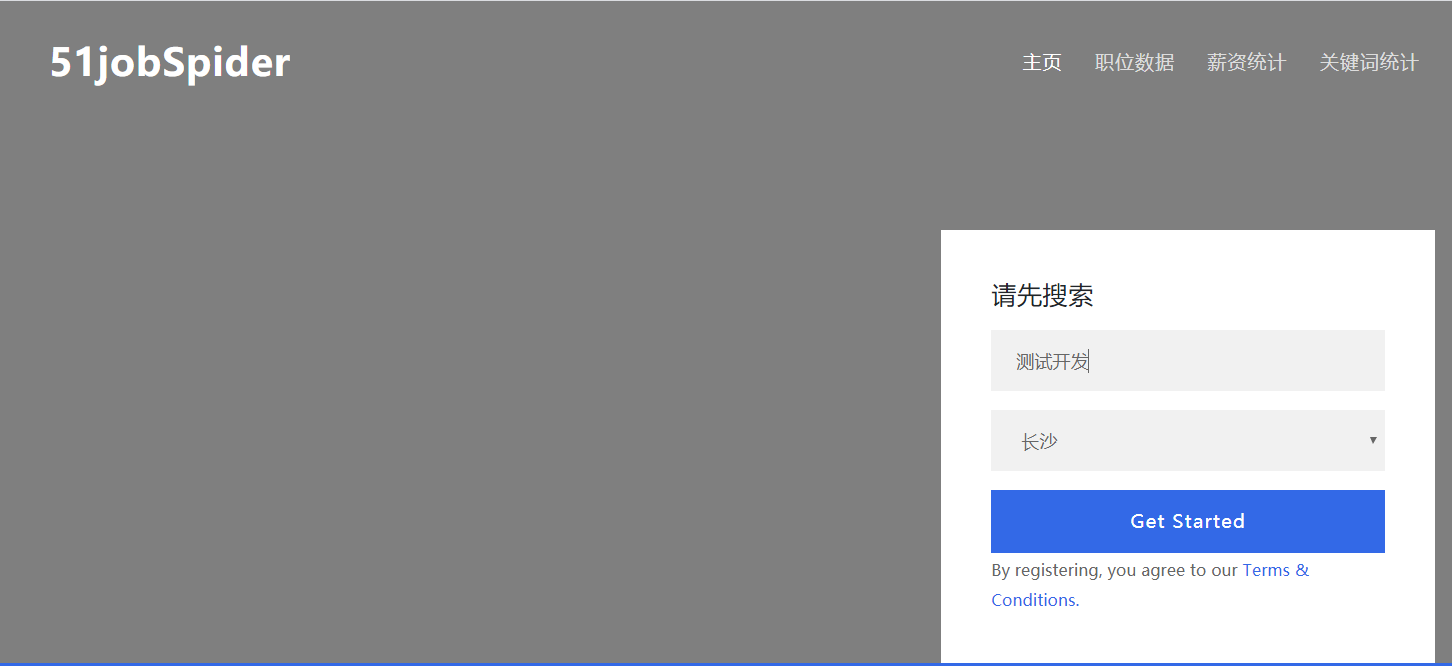 51jobSpider
主页 职位数据 薪资统计 关键词统计
请先搜索
测试开发
长沙
Get Started
By registering, you agree to our Terms &
Conditions.